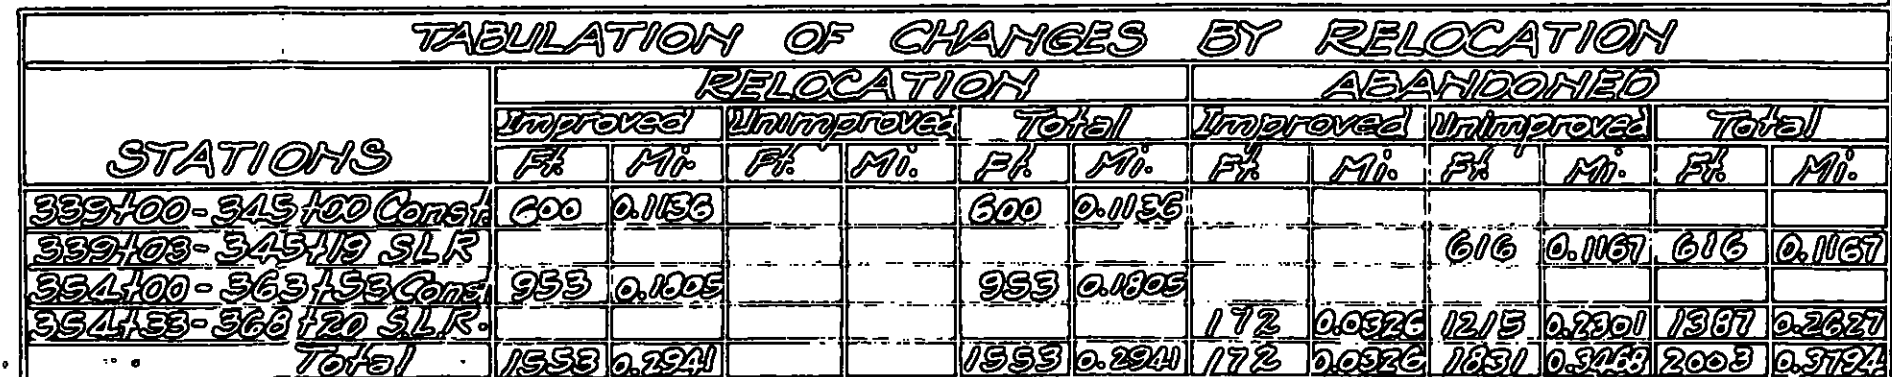 TABULATION OF CHANGES BY RELOCATION
RELOCATION ABANDONED
Improved Unimproved Total Improved Unimproved Total
STATIONS Ft. Mi. Ft. Mi. Ft. Mi. Ft. Mi. Ft. Mi. Ft. Mi.
339+00-345+00 Const. 600 0.1136 600 0.1136
339+03-345+19 SLR 616 0.1167 616 0.1167
354+00-363+53 Const 953 0.1805 953 0.1805
354+33-368+20 S.L.R. 172 0.0326 1215 0.2301 1387 0.2627
Total 1553 0.2941 1553 0.2941 172 0.0326 1831 0.3468 2003 0.3794